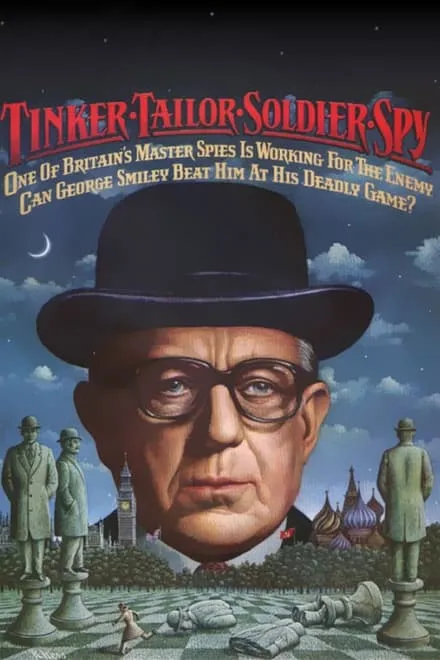 TINKER·TAILOR·SOLDIER·SPY
ONE OF BRITAIN'S MASTER SPIES IS WORKING FOR THE ENEMY
CAN GEORGE SMILEY BEAT HIM AT HIS DEADLY GAME?